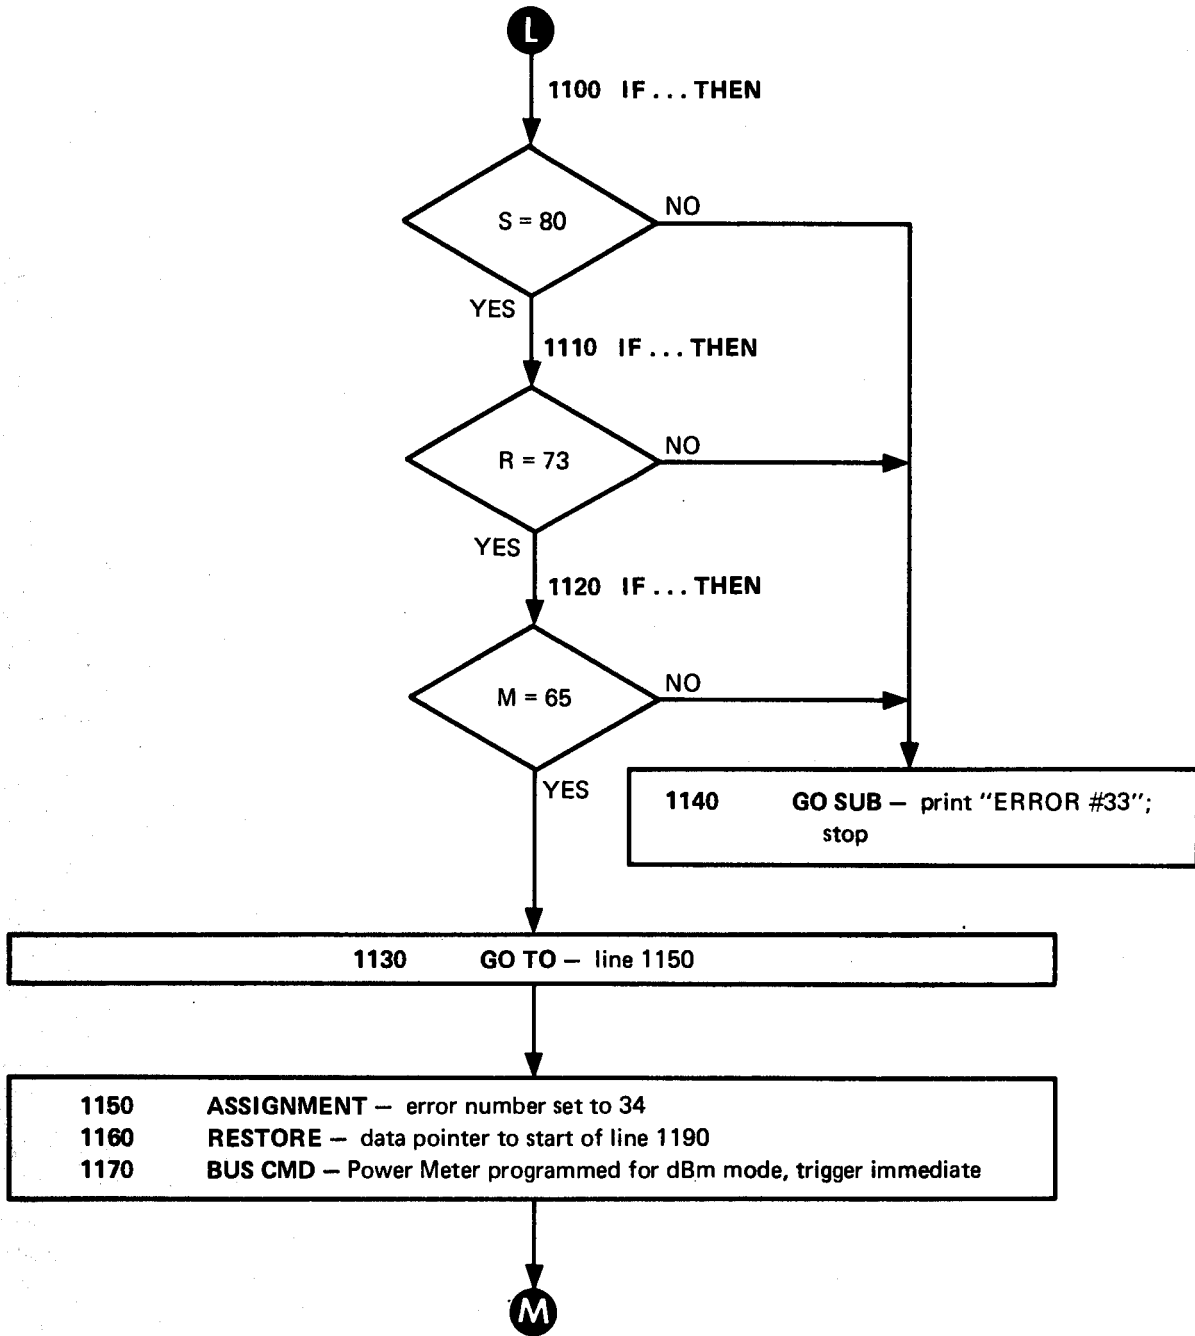 L
1100 IF ... THEN
S = 80
NO
YES
1110 IF ... THEN
R = 73
NO
YES
1120 IF ... THEN
M = 65
NO
YES
1140 GO SUB — print "ERROR #33";
stop
1130 GO TO — line 1150
1150 ASSIGNMENT — error number set to 34
1160 RESTORE — data pointer to start of line 1190
1170 BUS CMD — Power Meter programmed for dBm mode, trigger immediate
M